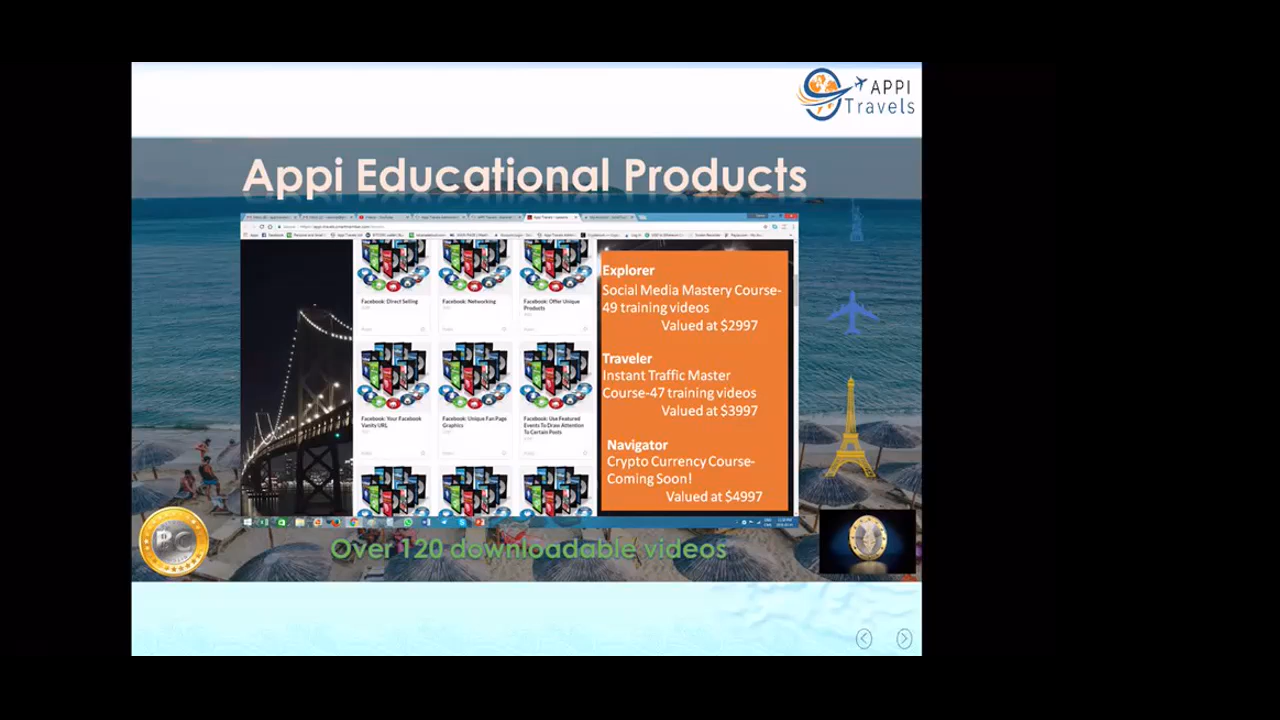 APPI
Travels
Appi Educational Products
Explorer
Social Media Mastery Course-
49 training videos
Valued at $2997
Traveler
Instant Traffic Master
Course-47 training videos
Valued at $3997
Navigator
Crypto Currency Course-
Coming Soon!
Valued at $4997
Facebook: Direct Selling
Facebook: Networking
Facebook: Offer Unique
Products
Facebook: Your Facebook
Vanity URL
Facebook: Unique Fan Page
Graphics
Facebook: Use Featured
Events To Draw Attention
To Certain Posts
BC
Over 120 downloadable videos